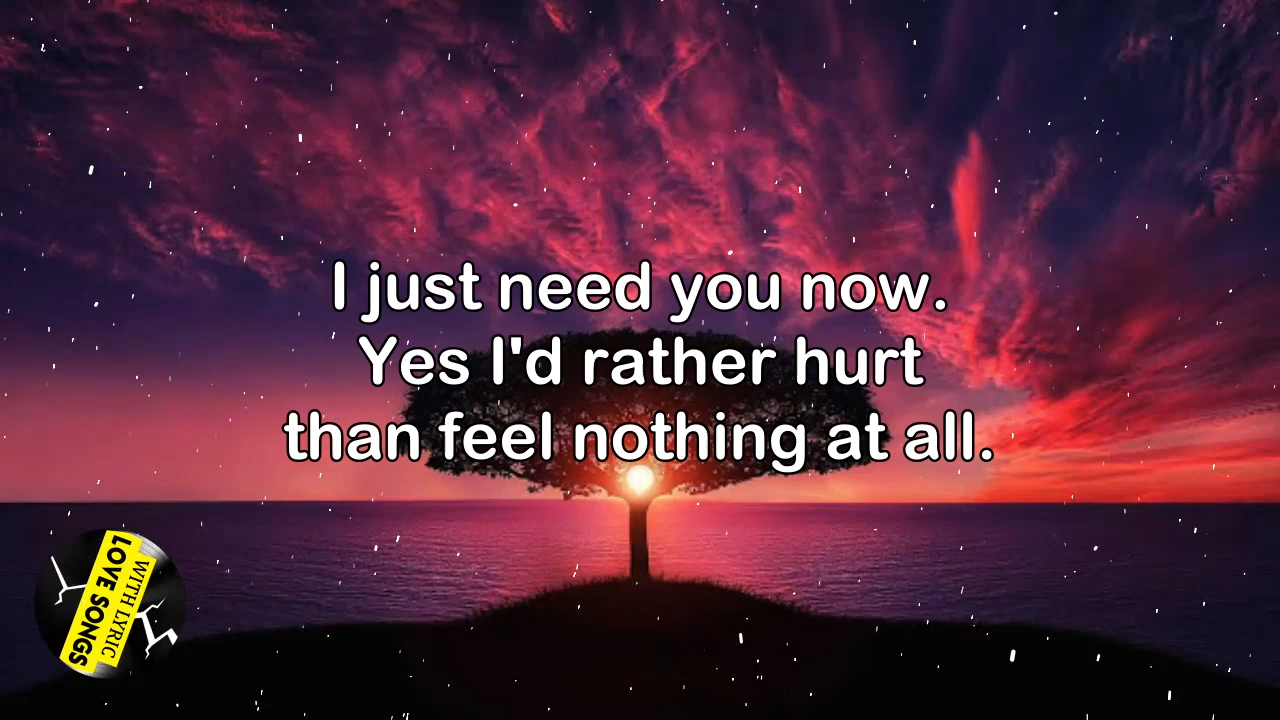 I just need you now.
Yes I'd rather hurt
than feel nothing at all.
LOVE SONGS
WITH LYRIC